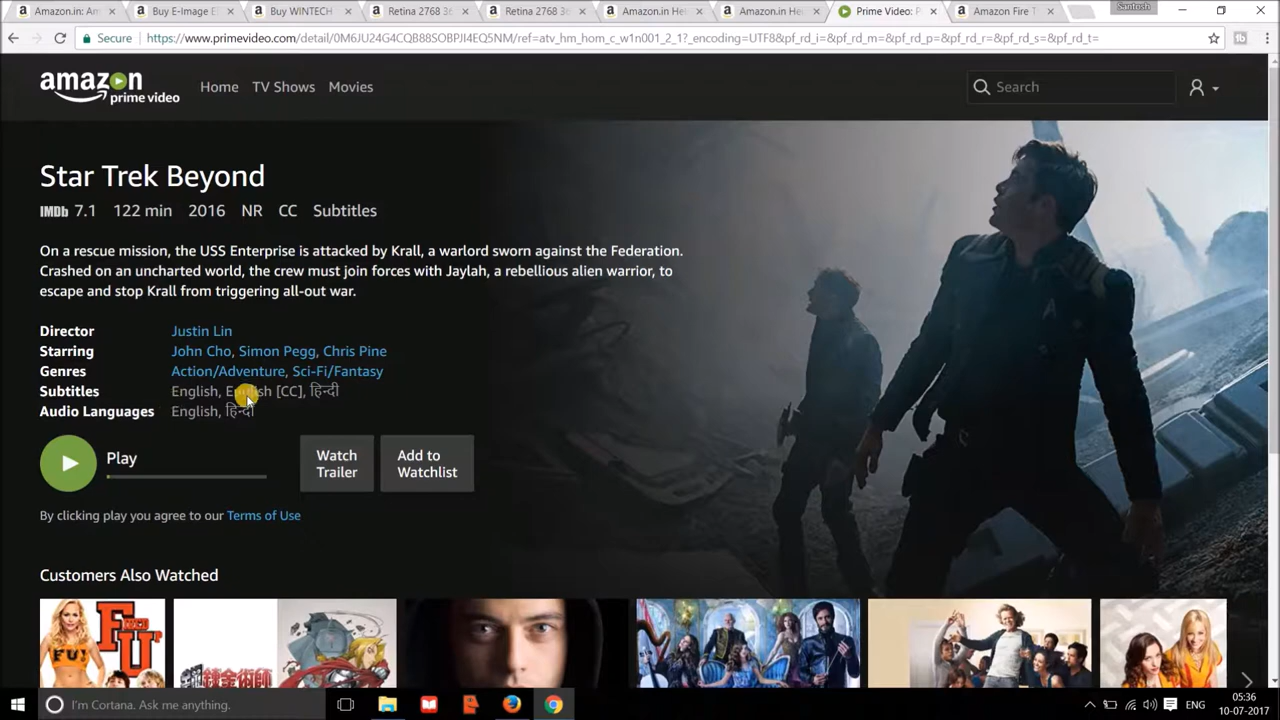 Amazon.in: A
Buy E-Image E
Buy WINTECH
Retina 2768 36
Retina 2768 36
Amazon.in Hel
Amazon.in Hel
Prime Video: P
Amazon Fire T
Santosh
Secure
https://www.primevideo.com/detail/0M6JU24G4CQB88SOBPJI4EQ5NM/ref=atv_hm_hom_c_w1n001_2_1?_encoding=UTF8&pf_rd_i=&pf_rd_m=&pf_rd_p=&pf_rd_r=&pf_rd_s=&pf_rd_t=
amazon
prime video
Home TV Shows Movies
Search
Star Trek Beyond
IMDb 7.1 122 min 2016 NR CC Subtitles
On a rescue mission, the USS Enterprise is attacked by Krall, a warlord sworn against the Federation.
Crashed on an uncharted world, the crew must join forces with Jaylah, a rebellious alien warrior, to
escape and stop Krall from triggering all-out war.
Director Justin Lin
Starring John Cho, Simon Pegg, Chris Pine
Genres Action/Adventure, Sci-Fi/Fantasy
Subtitles English, English [CC], हिन्दी
Audio Languages English, हिन्दी
Play
Watch
Trailer
Add to
Watchlist
By clicking play you agree to our Terms of Use
Customers Also Watched
I'm Cortana. Ask me anything.
ENG
05:36
10-07-2017